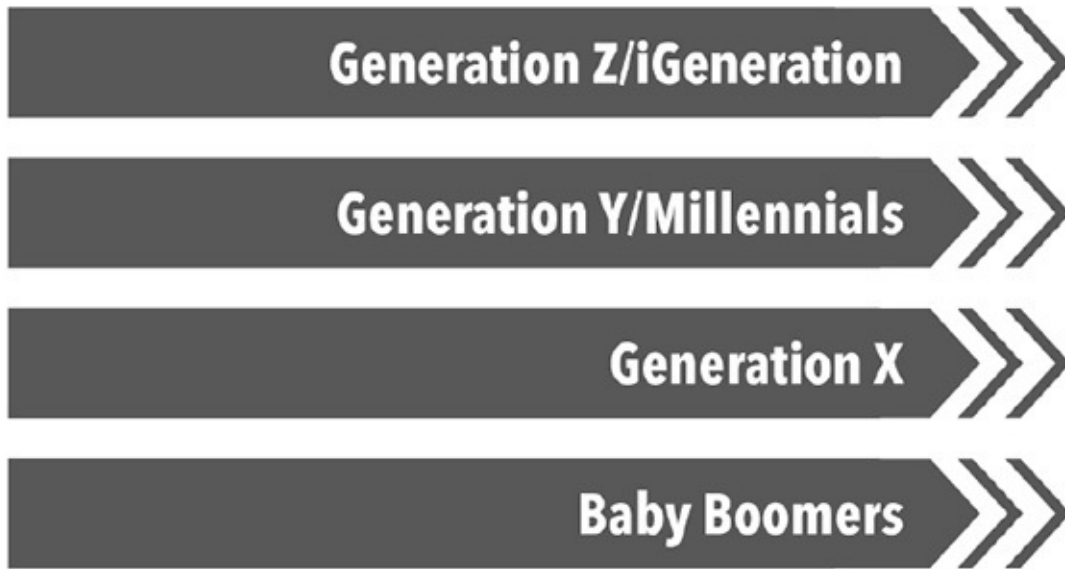 Generation Z/iGeneration
Generation Y/Millennials
Generation X
Baby Boomers